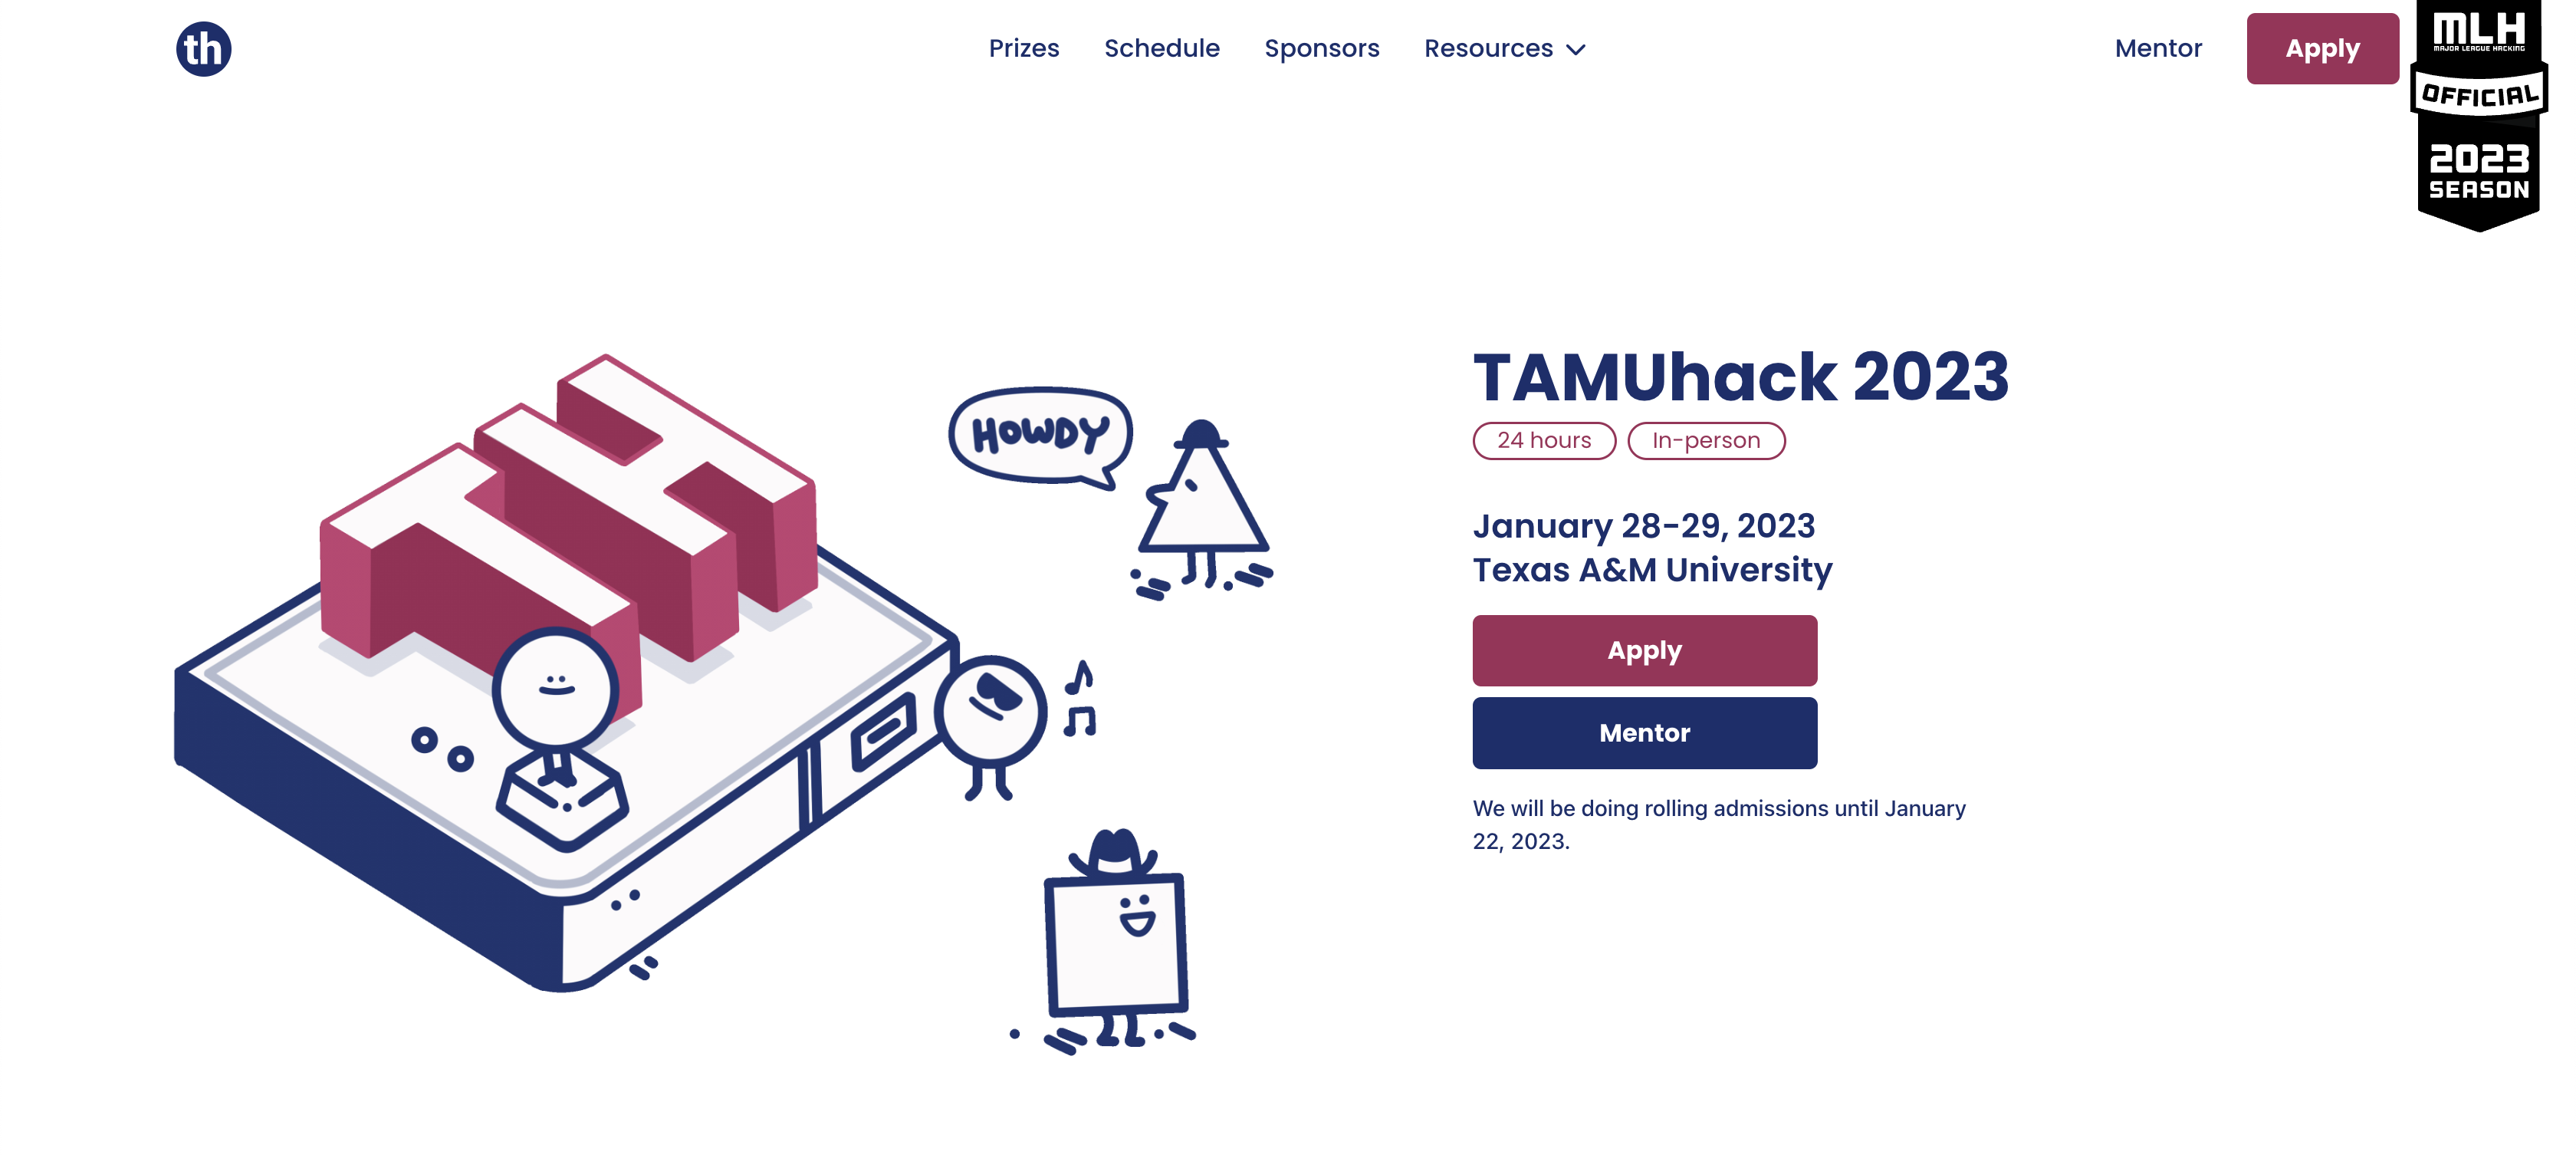 th
Prizes
Schedule
Sponsors
Resources
Mentor
Apply
MLH
MAJOR LEAGUE HACKING
OFFICIAL
2023
SEASON
TH
HOWDY
TAMUhack 2023
24 hours
In-person
January 28-29, 2023
Texas A&M University
Apply
Mentor
We will be doing rolling admissions until January
22, 2023.